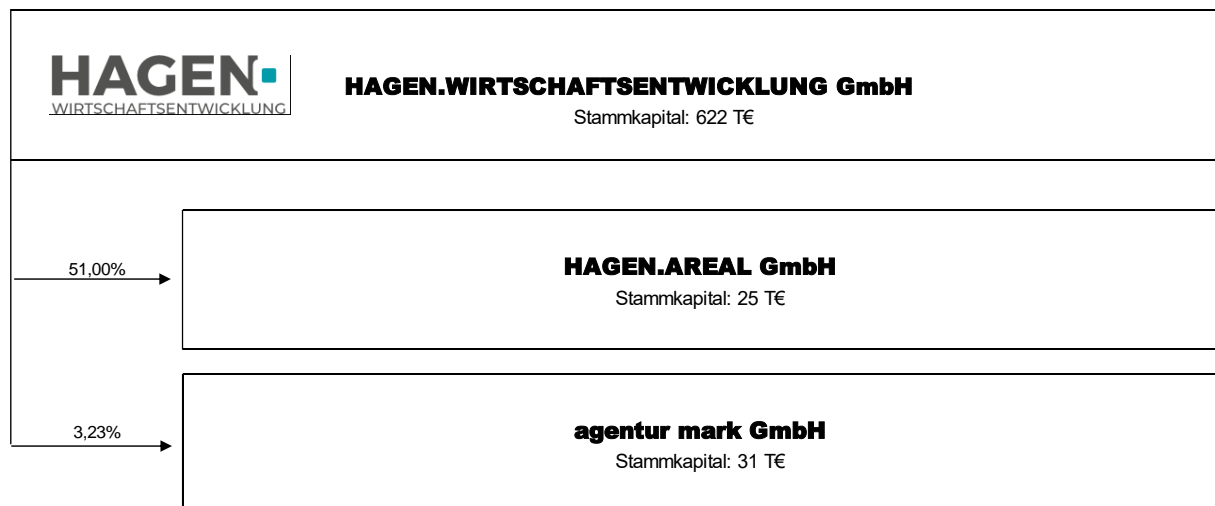 HAGEN
WIRTSCHAFTSENTWICKLUNG
HAGEN.WIRTSCHAFTSENTWICKLUNG GmbH
Stammkapital: 622 T€
51,00%
HAGEN.AREAL GmbH
Stammkapital: 25 T€
3,23%
agentur mark GmbH
Stammkapital: 31 T€